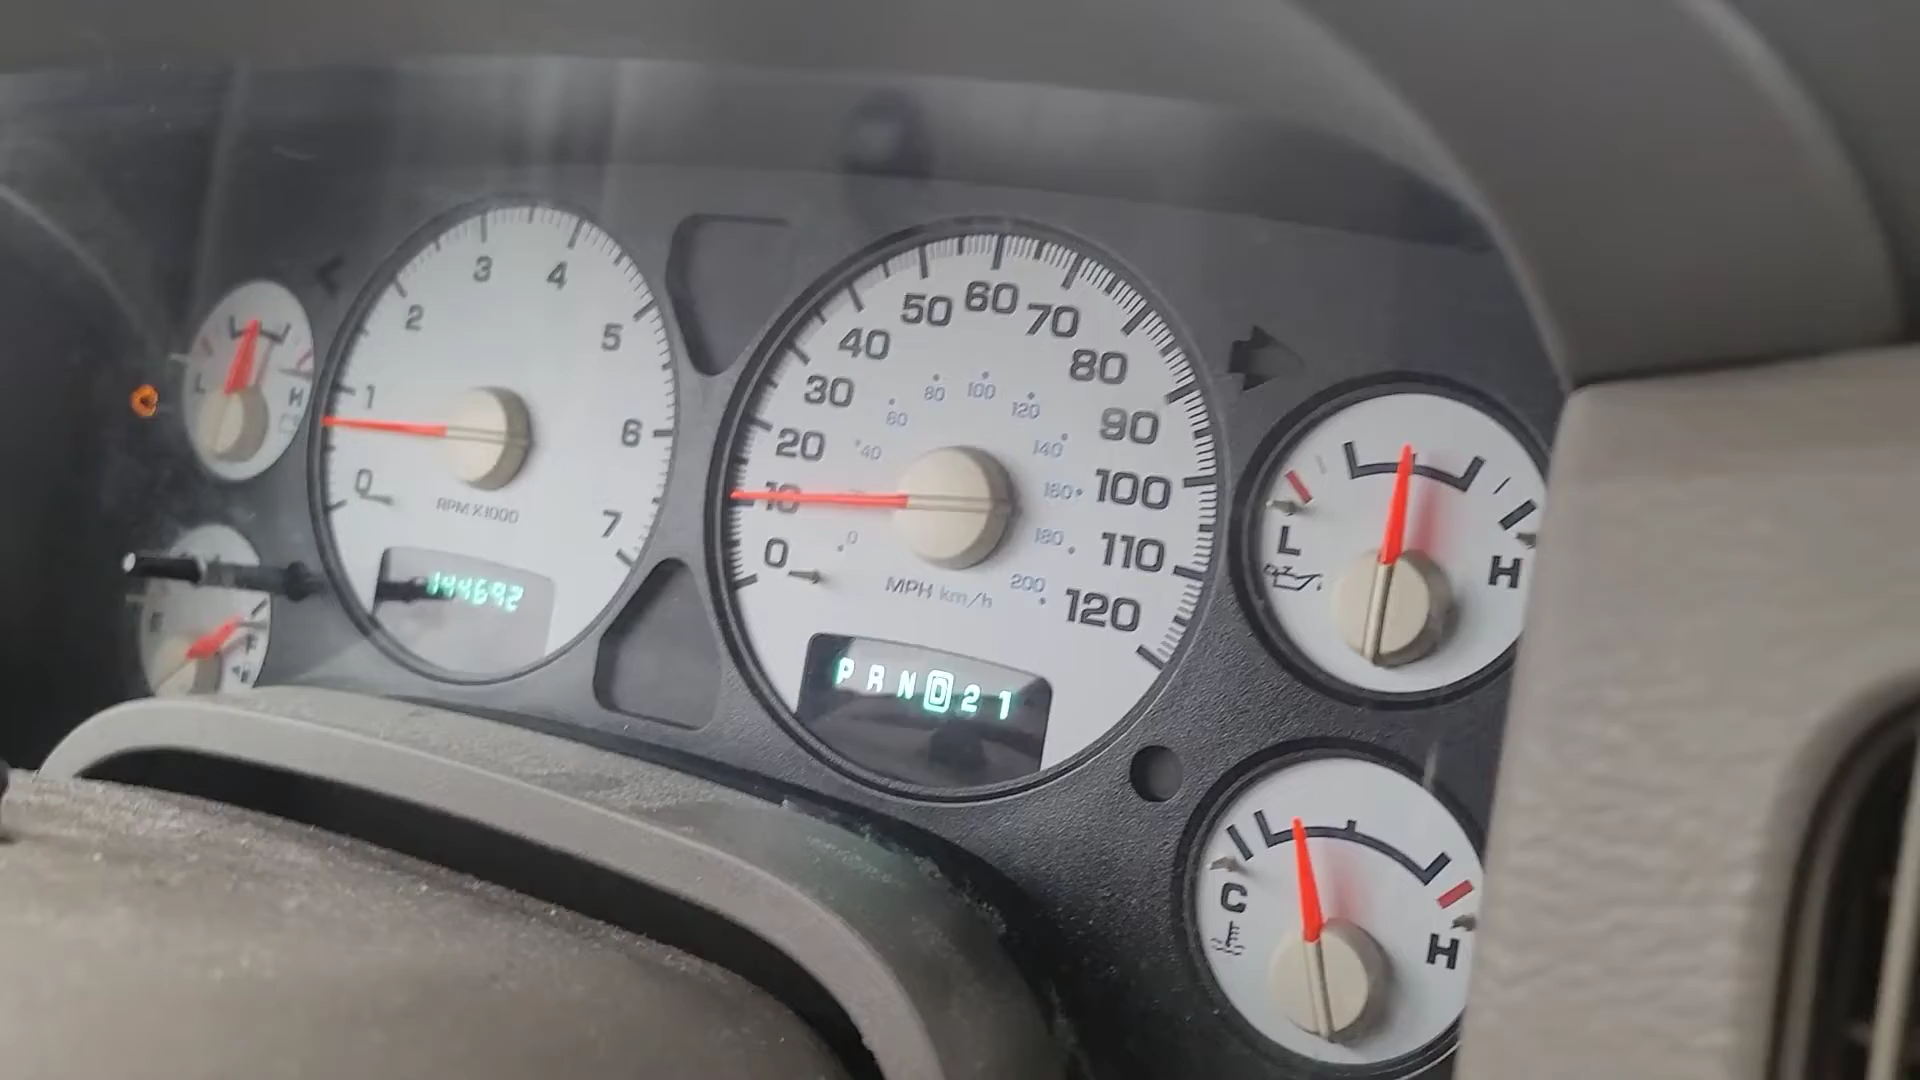 L H
E F
0 1 2 3 4 5 6 7
RPM X1000
144692
0 10 20 30 40 50 60 70 80 90 100 110 120
0 40 60 80 100 120 140 160 180 200
MPH km/h
P R N D 2 1
L H
C H